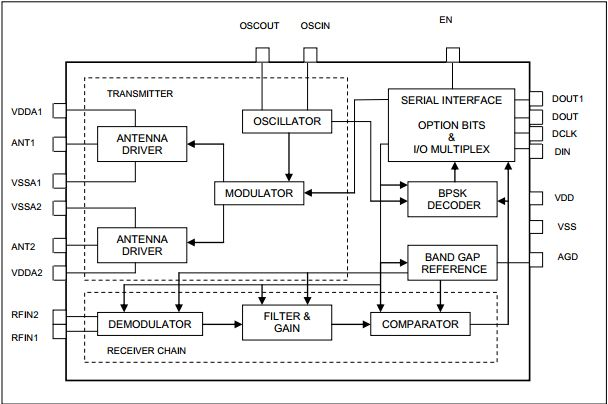 OSCOUT OSCIN EN
TRANSMITTER
SERIAL INTERFACE
OPTION BITS
&
I/O MULTIPLEX
VDDA1
DOUT1
DOUT
OSCILLATOR
DCLK
ANT1
ANTENNA
DRIVER
DIN
VSSA1
MODULATOR
BPSK
DECODER
VDD
VSSA2
VSS
ANT2
ANTENNA
DRIVER
BAND GAP
REFERENCE
AGD
VDDA2
RFIN2
DEMODULATOR
FILTER &
GAIN
COMPARATOR
RFIN1
RECEIVER CHAIN